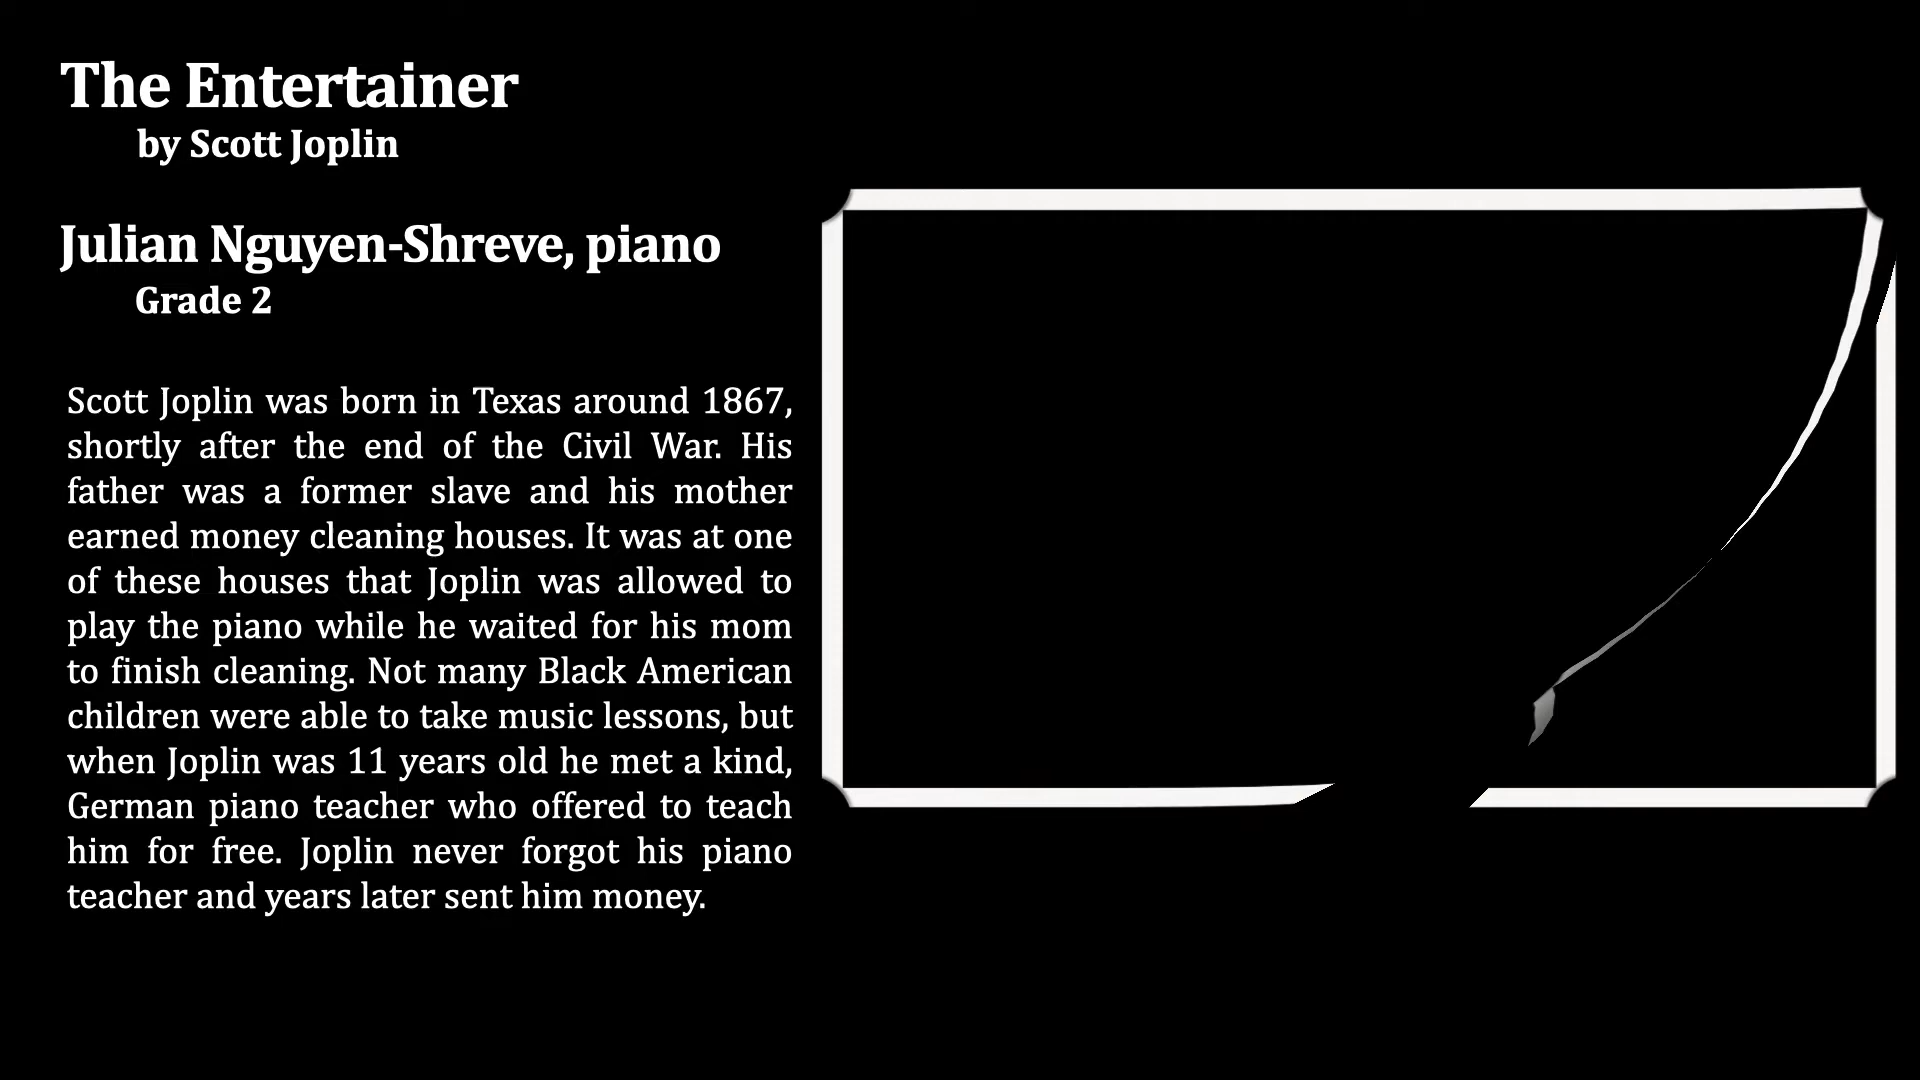 The Entertainer
by Scott Joplin
Julian Nguyen-Shreve, piano
Grade 2
Scott Joplin was born in Texas around 1867,
shortly after the end of the Civil War. His
father was a former slave and his mother
earned money cleaning houses. It was at one
of these houses that Joplin was allowed to
play the piano while he waited for his mom
to finish cleaning. Not many Black American
children were able to take music lessons, but
when Joplin was 11 years old he met a kind,
German piano teacher who offered to teach
him for free. Joplin never forgot his piano
teacher and years later sent him money.